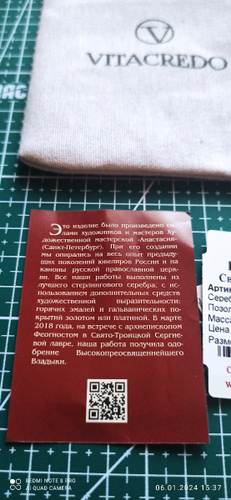 VITACREDO
Это изделие было произведено си-
лами художников и мастеров Ху-
дожественной мастерской «Анастасия»
(Санкт-Петербург). При его создании
мы опирались на весь опыт предыду-
щих поколений ювелиров России и на
каноны русской православной церк-
ви. Все наши работы выполнены из
лучшего стерлингового серебра, с ис-
пользованием дополнительных средств
художественной выразительности:
горячих эмалей и гальванических по-
крытий золотом или платиной. В марте
2018 года, на встрече с архиепископом
Феогностом в Свято-Троицкой Сергие-
вой лавре, наша работа получила одо-
брение Высокопреосвященнейшего
Владыки.
Арти
Сереб
Позол
Масса
Цена
Разме
REDMI NOTE 8 PRO
AI QUAD CAMERA
06.01.2024 15:37